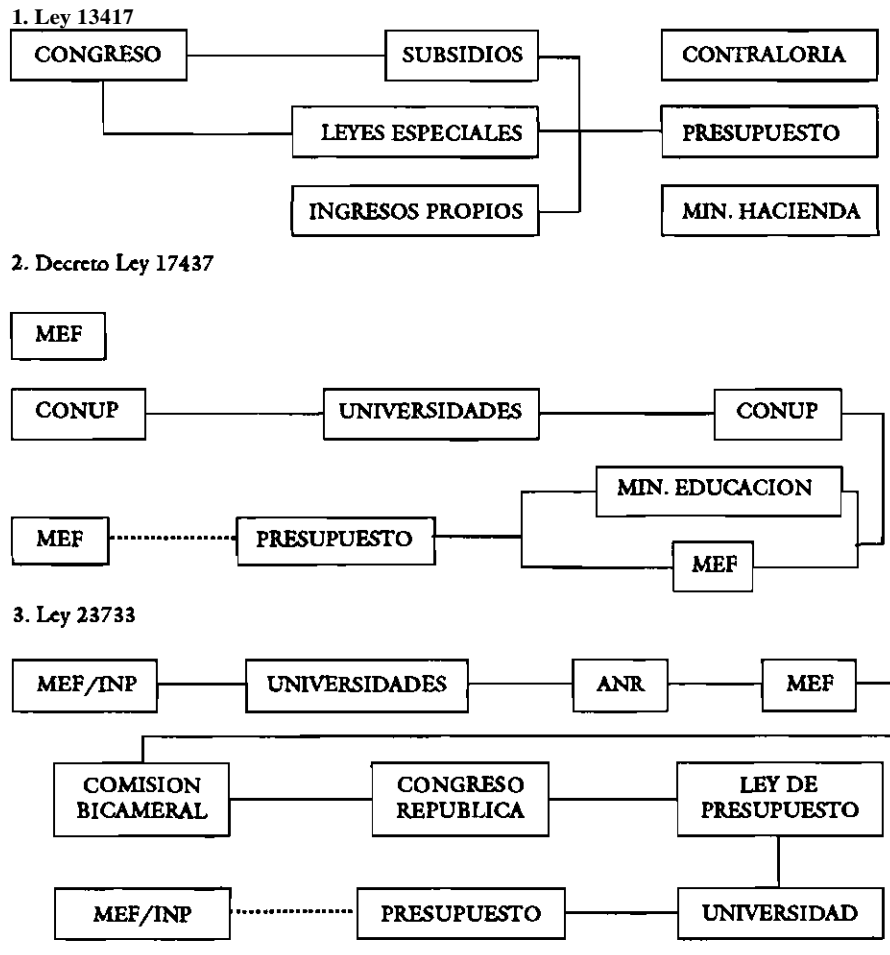 1. Ley 13417
CONGRESO
SUBSIDIOS
CONTRALORIA
LEYES ESPECIALES
PRESUPUESTO
INGRESOS PROPIOS
MIN. HACIENDA
2. Decreto Ley 17437
MEF
CONUP
UNIVERSIDADES
CONUP
MIN. EDUCACION
MEF
PRESUPUESTO
MEF
3. Ley 23733
MEF/INP
UNIVERSIDADES
ANR
MEF
COMISION
BICAMERAL
CONGRESO
REPUBLICA
LEY DE
PRESUPUESTO
MEF/INP
PRESUPUESTO
UNIVERSIDAD